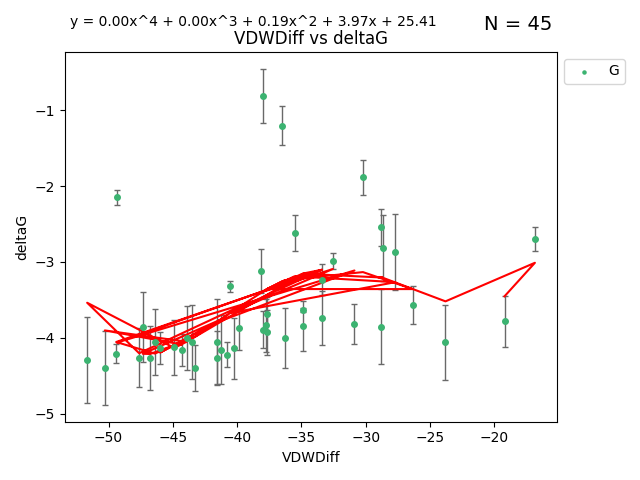 y = 0.00x^4 + 0.00x^3 + 0.19x^2 + 3.97x + 25.41
N = 45
VDWDiff vs deltaG
G
−1
−2
−3
−4
−5
deltaG
−50
−45
−40
−35
−30
−25
−20
VDWDiff